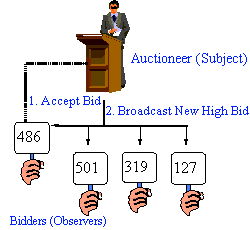 Auctioneer (Subject)
1. Accept Bid
2. Broadcast New High Bid
486
501
319
127
Bidders (Observers)